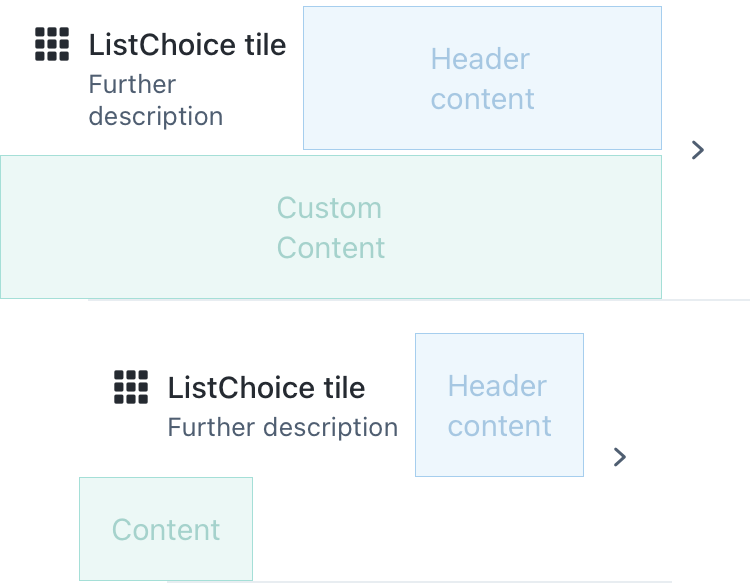 ListChoice tile
Further
description
Header
content
Custom
Content
ListChoice tile
Further description
Header
content
Content